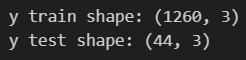 y train shape: (1260, 3)
y test shape: (44, 3)